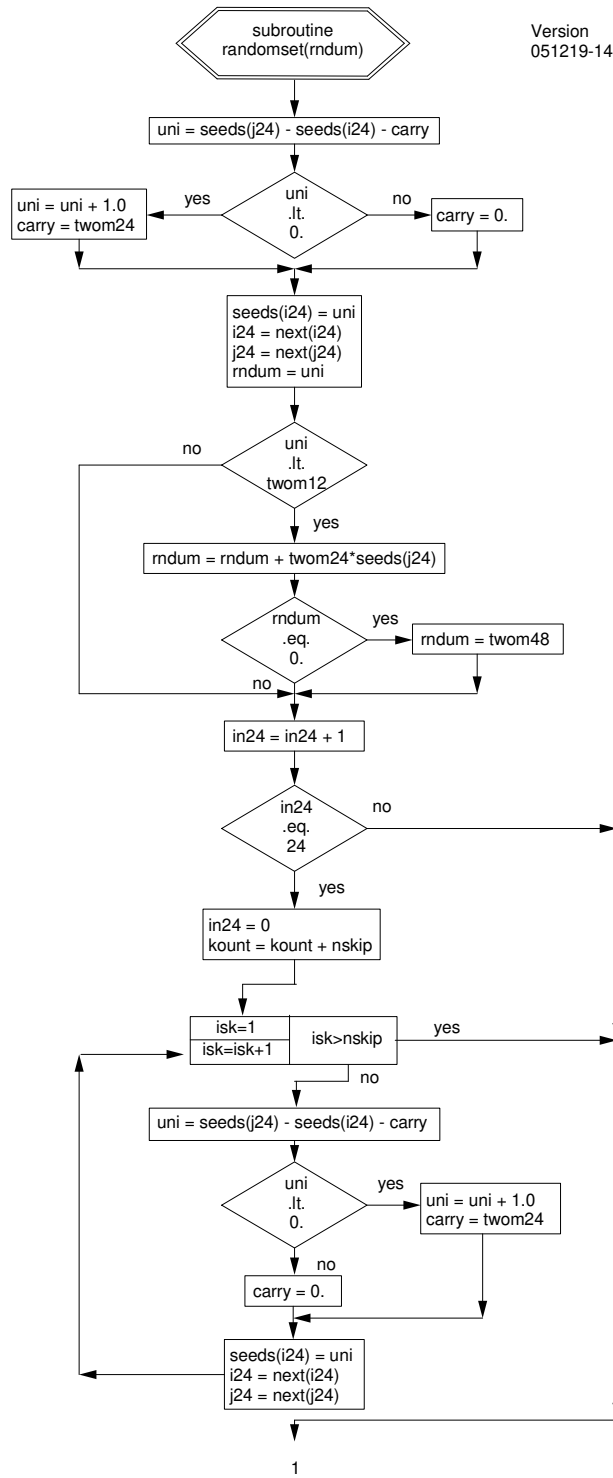 subroutine
randomset(rndum)
Version
051219-14
uni = seeds(j24) - seeds(i24) - carry
uni
.lt.
0.
yes
no
uni = uni + 1.0
carry = twom24
carry = 0.
seeds(i24) = uni
i24 = next(i24)
j24 = next(j24)
rndum = uni
uni
.lt.
twom12
no
yes
rndum = rndum + twom24*seeds(j24)
rndum
.eq.
0.
yes
rndum = twom48
no
in24 = in24 + 1
in24
.eq.
24
no
yes
in24 = 0
kount = kount + nskip
isk=1
isk=isk+1
isk>nskip
yes
no
uni = seeds(j24) - seeds(i24) - carry
uni
.lt.
0.
yes
uni = uni + 1.0
carry = twom24
no
carry = 0.
seeds(i24) = uni
i24 = next(i24)
j24 = next(j24)
1